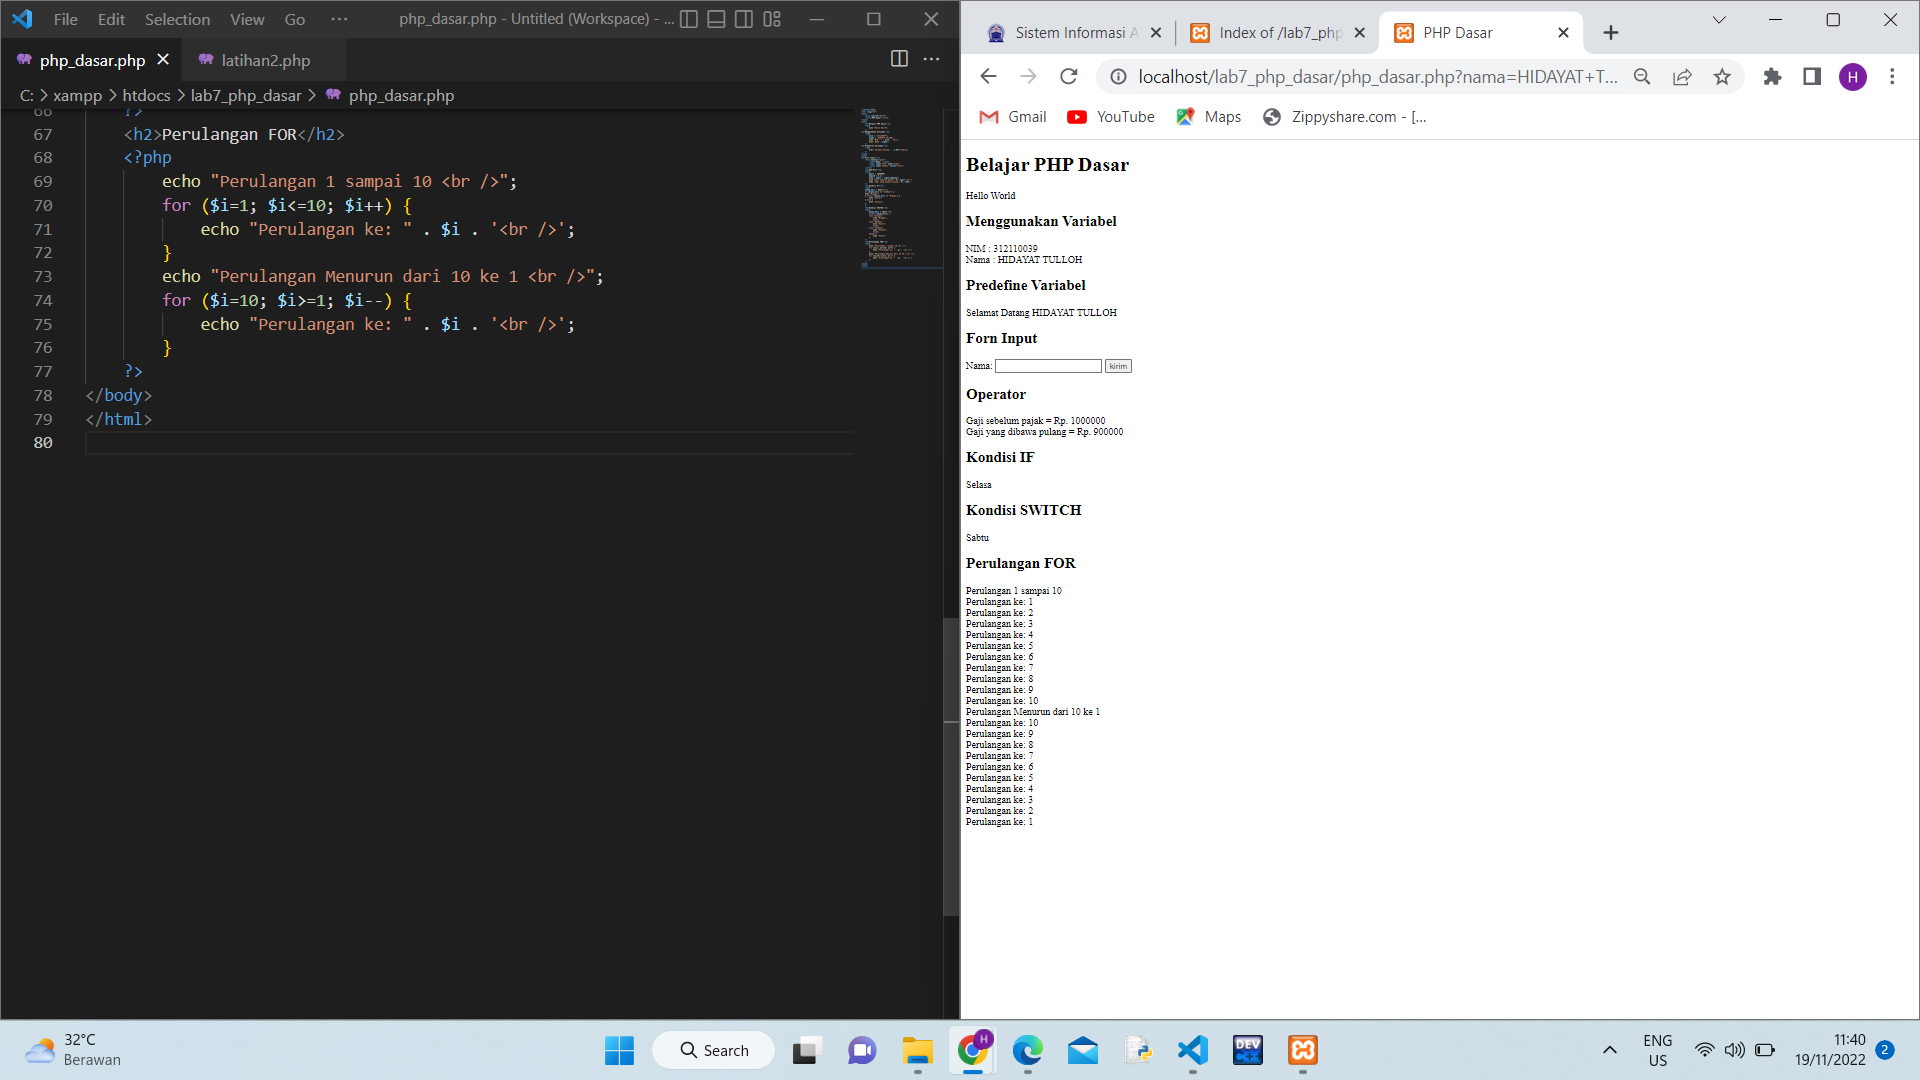 File Edit Selection View Go ··· php_dasar.php - Untitled (Workspace) - ...
php_dasar.php latihan2.php
C: > xampp > htdocs > lab7_php_dasar > php_dasar.php
66 ?>
67 <h2>Perulangan FOR</h2>
68 <?php
69 echo "Perulangan 1 sampai 10 <br />";
70 for ($i=1; $i<=10; $i++) {
71 echo "Perulangan ke: " . $i . '<br />';
72 }
73 echo "Perulangan Menurun dari 10 ke 1 <br />";
74 for ($i=10; $i>=1; $i--) {
75 echo "Perulangan ke: " . $i . '<br />';
76 }
77 ?>
78 </body>
79 </html>
80
Sistem Informasi A Index of /lab7_php PHP Dasar
localhost/lab7_php_dasar/php_dasar.php?nama=HIDAYAT+T... H
Gmail YouTube Maps Zippyshare.com - [...
Belajar PHP Dasar
Hello World
Menggunakan Variabel
NIM : 312110039
Nama : HIDAYAT TULLOH
Predefine Variabel
Selamat Datang HIDAYAT TULLOH
Forn Input
Nama: kirim
Operator
Gaji sebelum pajak = Rp. 1000000
Gaji yang dibawa pulang = Rp. 900000
Kondisi IF
Selasa
Kondisi SWITCH
Sabtu
Perulangan FOR
Perulangan 1 sampai 10
Perulangan ke: 1
Perulangan ke: 2
Perulangan ke: 3
Perulangan ke: 4
Perulangan ke: 5
Perulangan ke: 6
Perulangan ke: 7
Perulangan ke: 8
Perulangan ke: 9
Perulangan ke: 10
Perulangan Menurun dari 10 ke 1
Perulangan ke: 10
Perulangan ke: 9
Perulangan ke: 8
Perulangan ke: 7
Perulangan ke: 6
Perulangan ke: 5
Perulangan ke: 4
Perulangan ke: 3
Perulangan ke: 2
Perulangan ke: 1
32°C
Berawan
Search
H
DEV
C++
ENG
US
11:40
19/11/2022
2